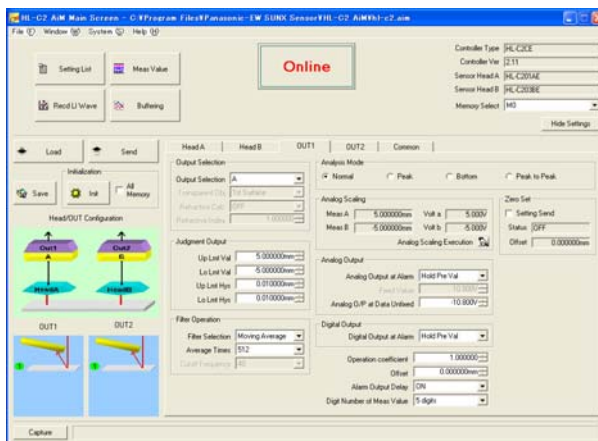 HL-C2 AiM Main Screen - C:¥Program Files¥Panasonic-EW SUNX Sensor¥HL-C2 AiM¥hl-c2.aim
File (F) Window (W) System (S) Help (H)
Setting List
Meas Value
Online
Controller Type HL-C2CE
Controller Ver 2.11
Sensor Head A HL-C201AE
Sensor Head B HL-C203BE
Recd LI Wave
Buffering
Memory Select M0
Hide Settings
Load
Send
Initialization
Save
Init
All Memory
Head/OUT Configuration
Out1
Out2
A
B
HeadA
HeadB
OUT1
OUT2
Head A
Head B
OUT1
OUT2
Common
Output Selection
Output Selection A
Transparent Obj. 1st Surface
Refractive Calc. OFF
Refractive Index 1.000000
Judgment Output
Up Lmt Val 5.000000mm
Lo Lmt Val -5.000000mm
Up Lmt Hys 0.010000mm
Lo Lmt Hys 0.010000mm
Filter Operation
Filter Selection Moving Average
Average Times 512
Cutoff Frequency 40
Analysis Mode
Normal
Peak
Bottom
Peak to Peak
Analog Scaling
Meas A 5.000000mm Volt a 5.000V
Meas B -5.000000mm Volt b -5.000V
Analog Scaling Execution
Zero Set
Setting Send
Status OFF
Offset 0.000000mm
Analog Output
Analog Output at Alarm Hold Pre Val
Fixed Value 10.800V
Analog O/P at Data Unfixed -10.800V
Digital Output
Digital Output at Alarm Hold Pre Val
Operation coefficient 1.000000
Offset 0.000000mm
Alarm Output Delay ON
Digit Number of Meas Value 5 digits
Capture